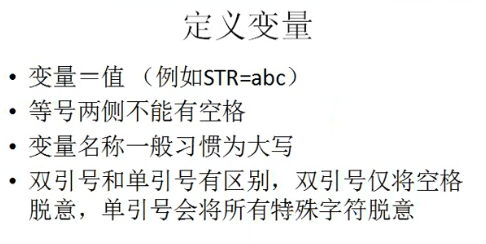 定义变量
• 变量＝值 （例如STR=abc）
• 等号两侧不能有空格
• 变量名称一般习惯为大写
• 双引号和单引号有区别，双引号仅将空格
脱意，单引号会将所有特殊字符脱意